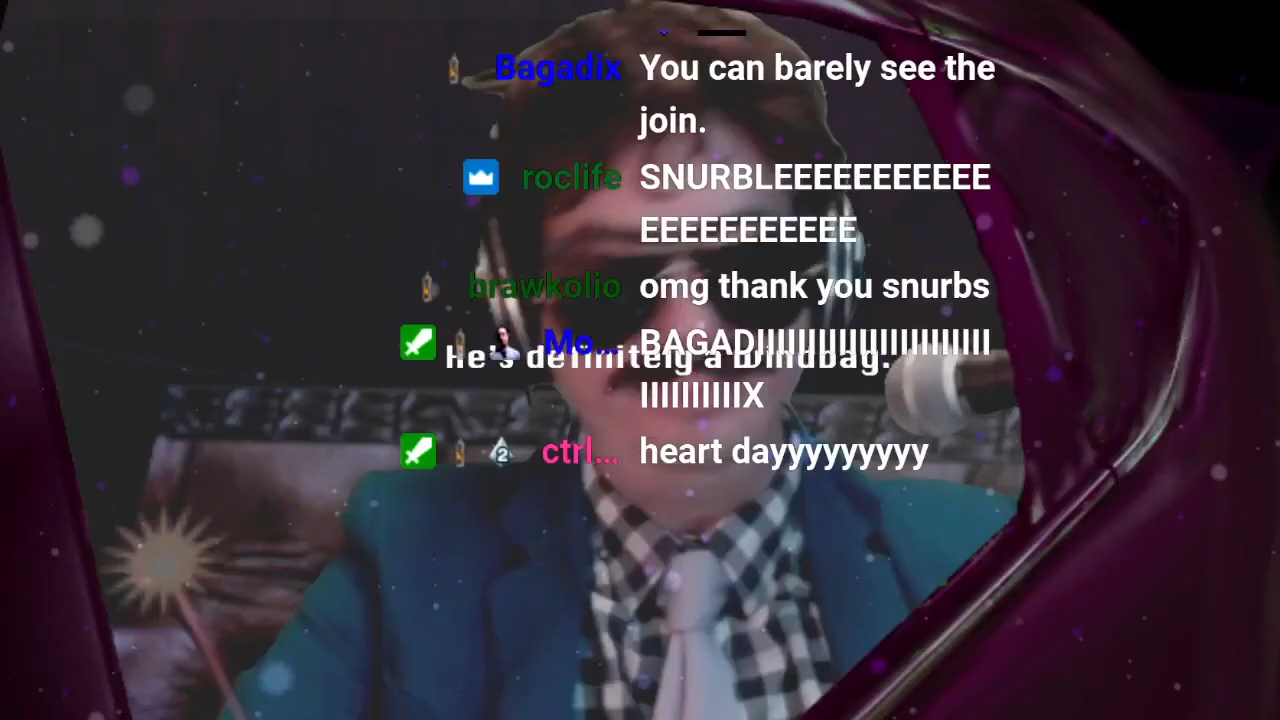 Bagadix You can barely see the
join.
roclife SNURBLEEEEEEEEEEE
EEEEEEEEEEE
brawkolio omg thank you snurbs
Mo... BAGADIIIIIIIIIIIIIIIIIIIIII
He's definitely a windbag.
IIIIIIIIIIX
2 ctrl... heart dayyyyyyyyy